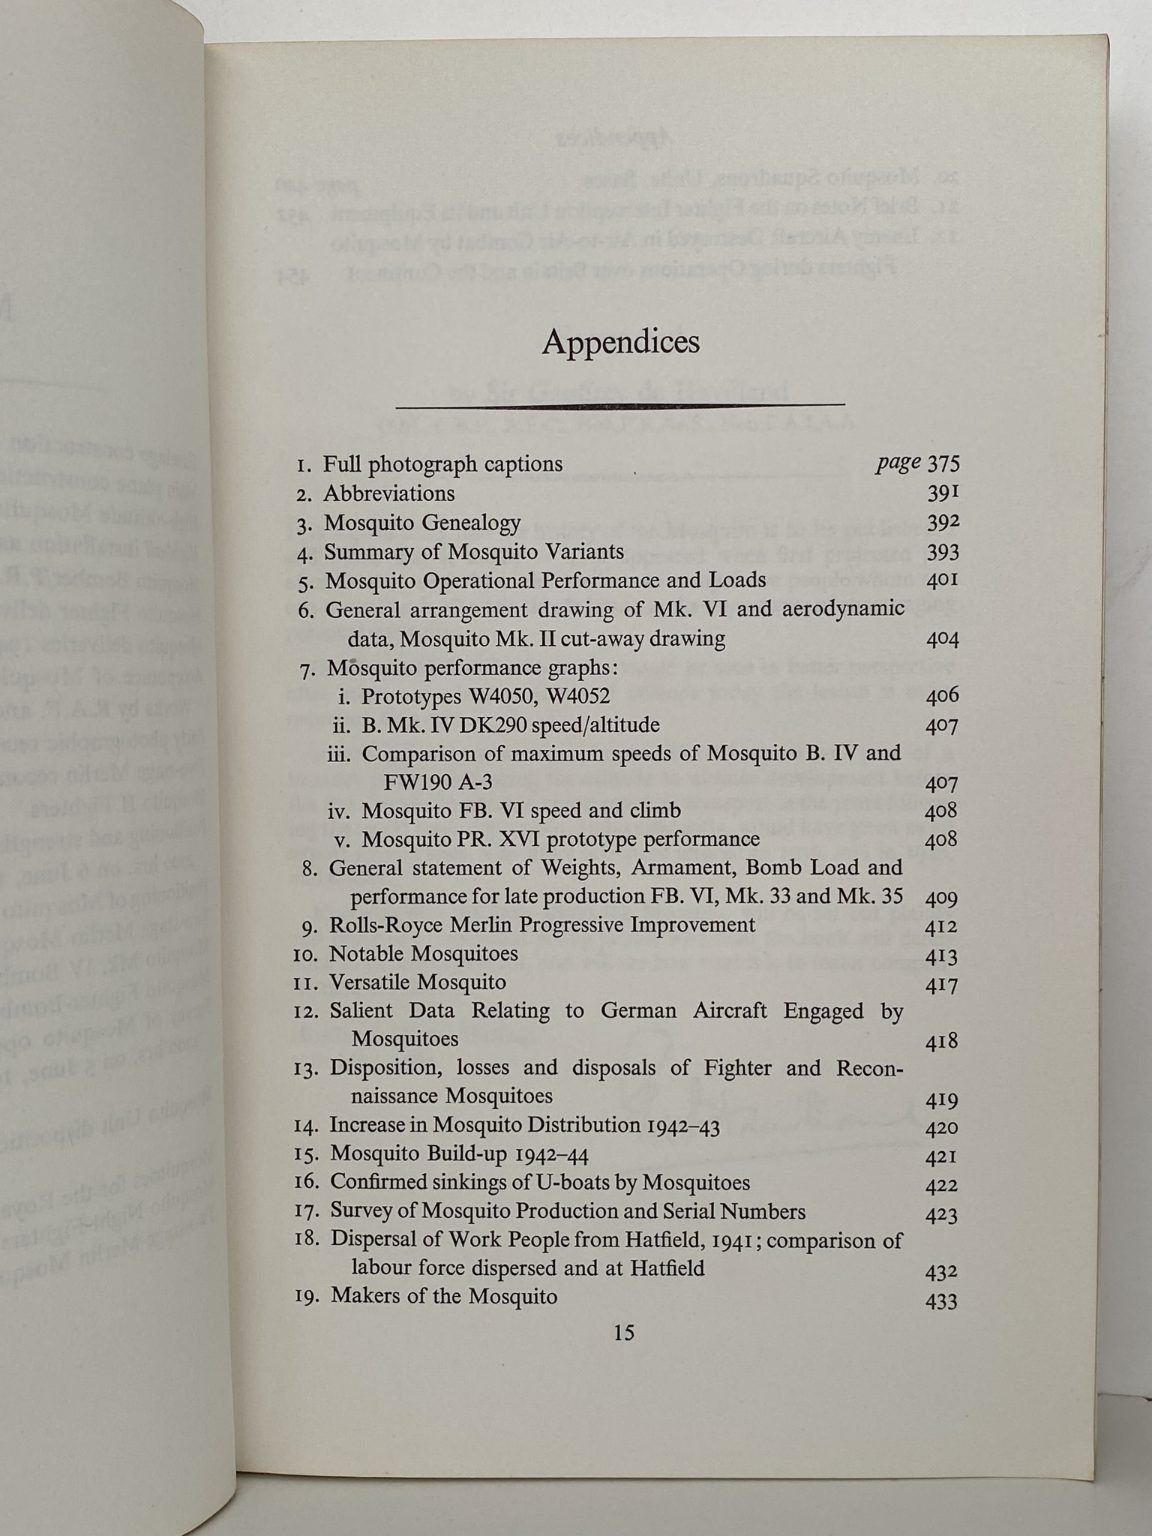 Appendices
1. Full photograph captions page 375
2. Abbreviations 391
3. Mosquito Genealogy 392
4. Summary of Mosquito Variants 393
5. Mosquito Operational Performance and Loads 401
6. General arrangement drawing of Mk. VI and aerodynamic
data, Mosquito Mk. II cut-away drawing 404
7. Mosquito performance graphs:
i. Prototypes W4050, W4052 406
ii. B. Mk. IV DK290 speed/altitude 407
iii. Comparison of maximum speeds of Mosquito B. IV and
FW190 A-3 407
iv. Mosquito FB. VI speed and climb 408
v. Mosquito PR. XVI prototype performance 408
8. General statement of Weights, Armament, Bomb Load and
performance for late production FB. VI, Mk. 33 and Mk. 35 409
9. Rolls-Royce Merlin Progressive Improvement 412
10. Notable Mosquitoes 413
11. Versatile Mosquito 417
12. Salient Data Relating to German Aircraft Engaged by
Mosquitoes 418
13. Disposition, losses and disposals of Fighter and Recon-
naissance Mosquitoes 419
14. Increase in Mosquito Distribution 1942–43 420
15. Mosquito Build-up 1942–44 421
16. Confirmed sinkings of U-boats by Mosquitoes 422
17. Survey of Mosquito Production and Serial Numbers 423
18. Dispersal of Work People from Hatfield, 1941; comparison of
labour force dispersed and at Hatfield 432
19. Makers of the Mosquito 433
15